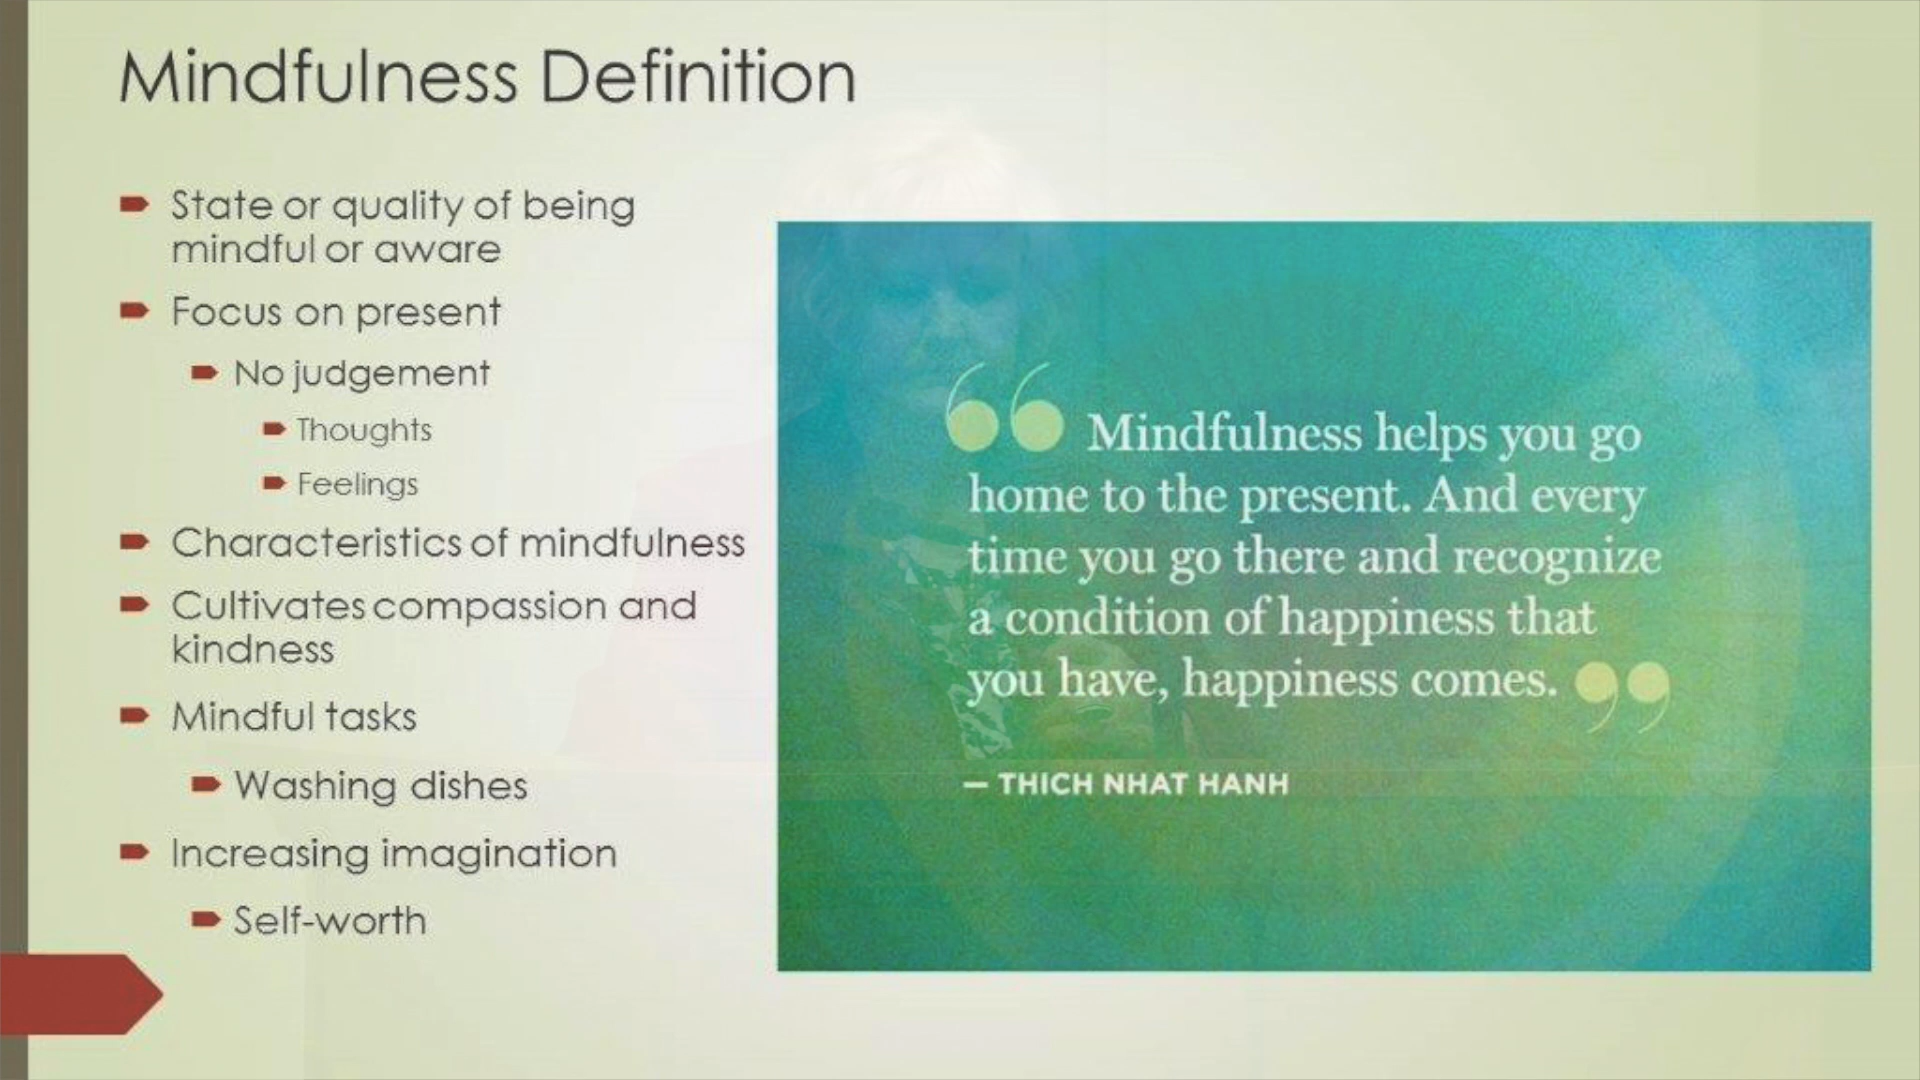 Mindfulness Definition
State or quality of being
mindful or aware
Focus on present
No judgement
Thoughts
Feelings
Characteristics of mindfulness
Cultivates compassion and
kindness
Mindful tasks
Washing dishes
Increasing imagination
Self-worth
“ Mindfulness helps you go
home to the present. And every
time you go there and recognize
a condition of happiness that
you have, happiness comes. ”
— THICH NHAT HANH